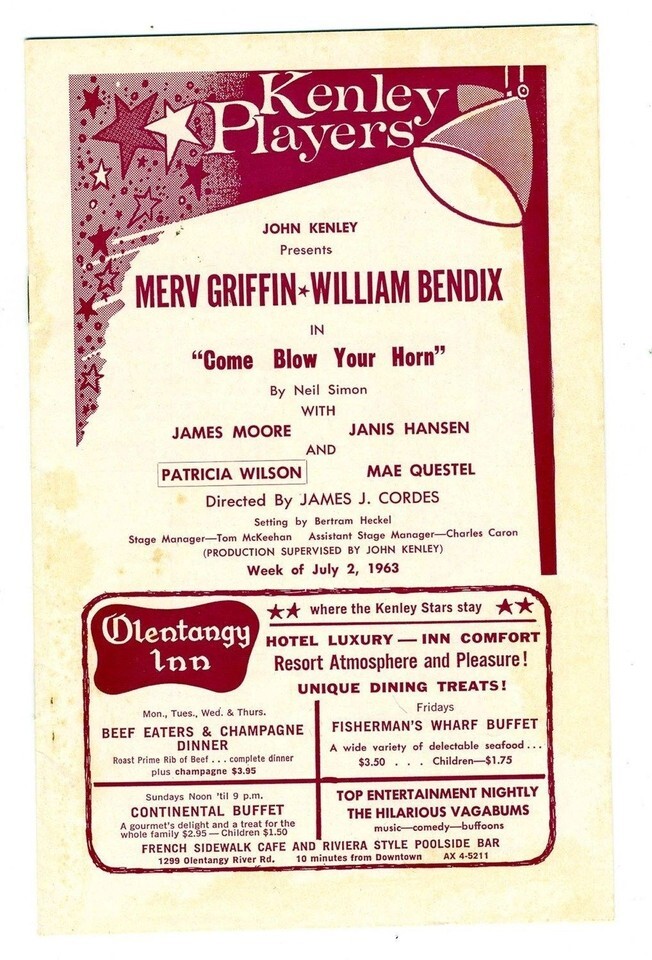 Kenley
Players
JOHN KENLEY
Presents
MERV GRIFFIN★WILLIAM BENDIX
IN
“Come Blow Your Horn”
By Neil Simon
WITH
JAMES MOORE JANIS HANSEN
AND
PATRICIA WILSON MAE QUESTEL
Directed By JAMES J. CORDES
Setting by Bertram Heckel
Stage Manager—Tom McKeehan Assistant Stage Manager—Charles Caron
(PRODUCTION SUPERVISED BY JOHN KENLEY)
Week of July 2, 1963
Olentangy
Inn
★★ where the Kenley Stars stay ★★
HOTEL LUXURY — INN COMFORT
Resort Atmosphere and Pleasure!
UNIQUE DINING TREATS!
Mon., Tues., Wed. & Thurs.
BEEF EATERS & CHAMPAGNE
DINNER
Roast Prime Rib of Beef . . . complete dinner
plus champagne $3.95
Fridays
FISHERMAN'S WHARF BUFFET
A wide variety of delectable seafood . . .
$3.50 . . . Children—$1.75
Sundays Noon 'til 9 p.m.
CONTINENTAL BUFFET
A gourmet's delight and a treat for the
whole family $2.95 — Children $1.50
TOP ENTERTAINMENT NIGHTLY
THE HILARIOUS VAGABUMS
music—comedy—buffoons
FRENCH SIDEWALK CAFE AND RIVIERA STYLE POOLSIDE BAR
1299 Olentangy River Rd. 10 minutes from Downtown AX 4-5211